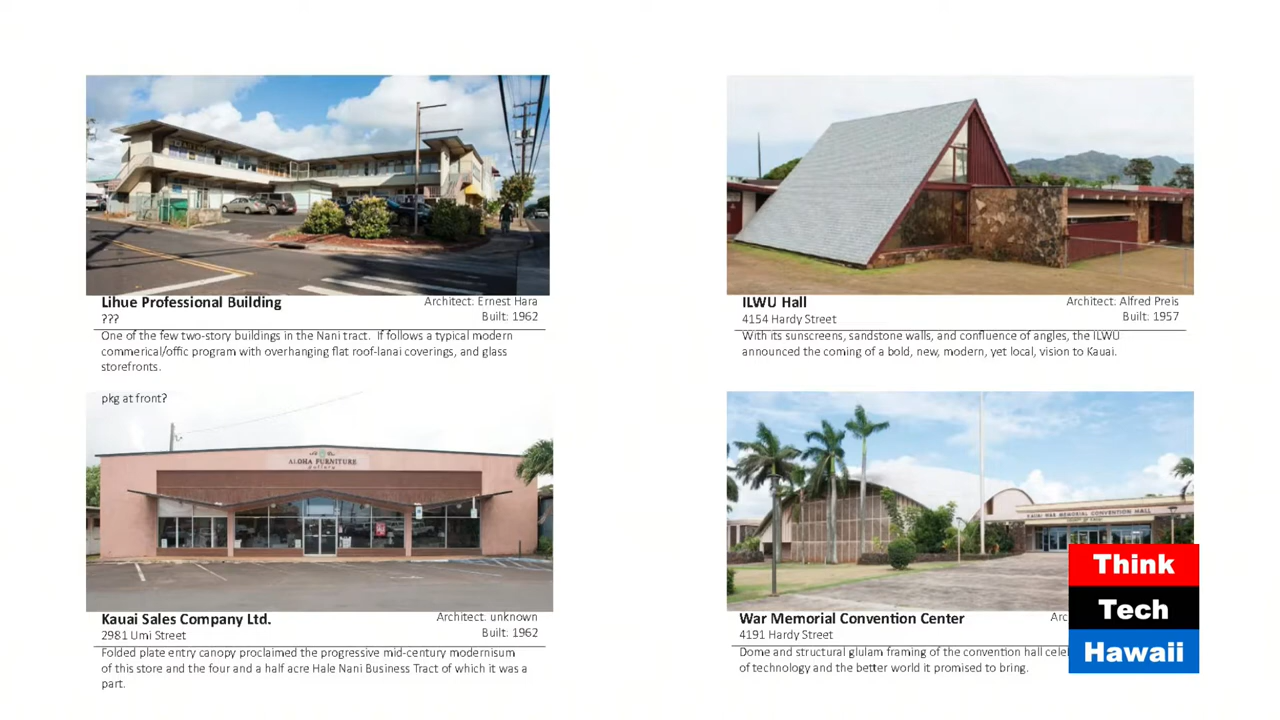 Lihue Professional Building
Architect: Ernest Hara
???
Built: 1962
One of the few two-story buildings in the Nani tract. If follows a typical modern
commerical/offic program with overhanging flat roof-lanai coverings, and glass
storefronts.
pkg at front?
ILWU Hall
Architect: Alfred Preis
4154 Hardy Street
Built: 1957
With its sunscreens, sandstone walls, and confluence of angles, the ILWU
announced the coming of a bold, new, modern, yet local, vision to Kauai.
ALOHA FURNITURE
gallery
Kauai Sales Company Ltd.
Architect: unknown
2981 Umi Street
Built: 1962
Folded plate entry canopy proclaimed the progressive mid-century modernism
of this store and the four and a half acre Hale Nani Business Tract of which it was a
part.
KAUAI WAR MEMORIAL CONVENTION HALL
War Memorial Convention Center
Arc
4191 Hardy Street
Dome and structural glulam framing of the convention hall cele
of technology and the better world it promised to bring.
Think
Tech
Hawaii